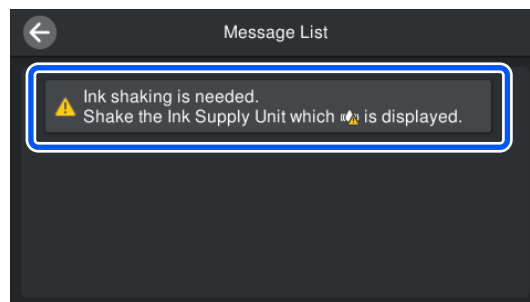 Message List
Ink shaking is needed.
Shake the Ink Supply Unit which is displayed.